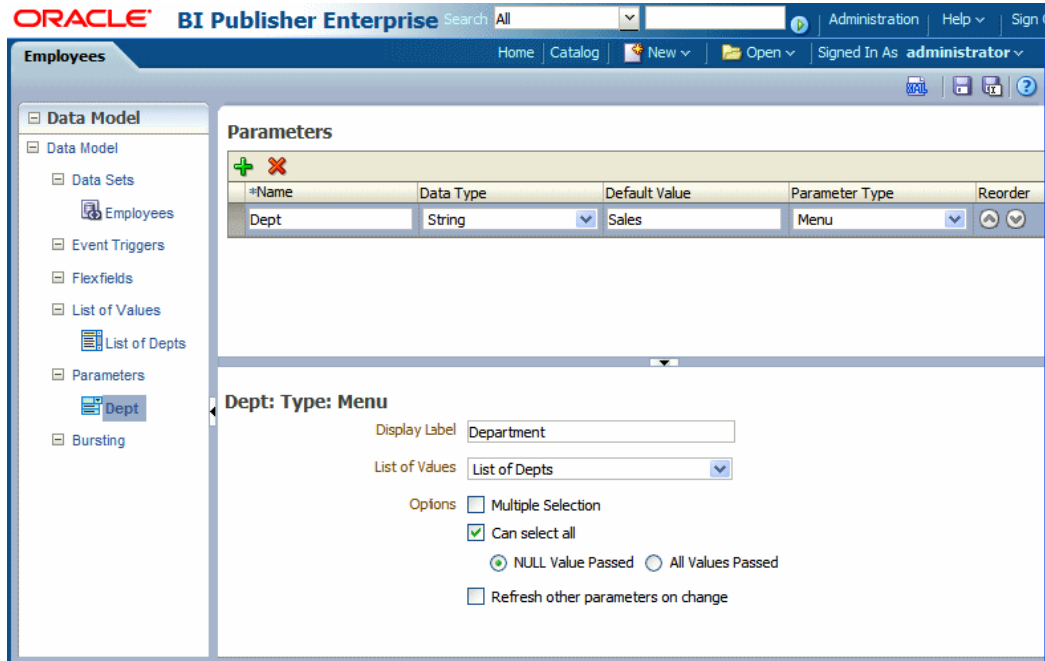 ORACLE BI Publisher Enterprise Search All Administration Help Sign
Employees Home Catalog New Open Signed In As administrator
XML
Data Model
Data Model
Data Sets
Employees
Event Triggers
Flexfields
List of Values
List of Depts
Parameters
Dept
Bursting
Parameters
*Name Data Type Default Value Parameter Type Reorder
Dept String Sales Menu
Dept: Type: Menu
Display Label Department
List of Values List of Depts
Options Multiple Selection
Can select all
NULL Value Passed All Values Passed
Refresh other parameters on change